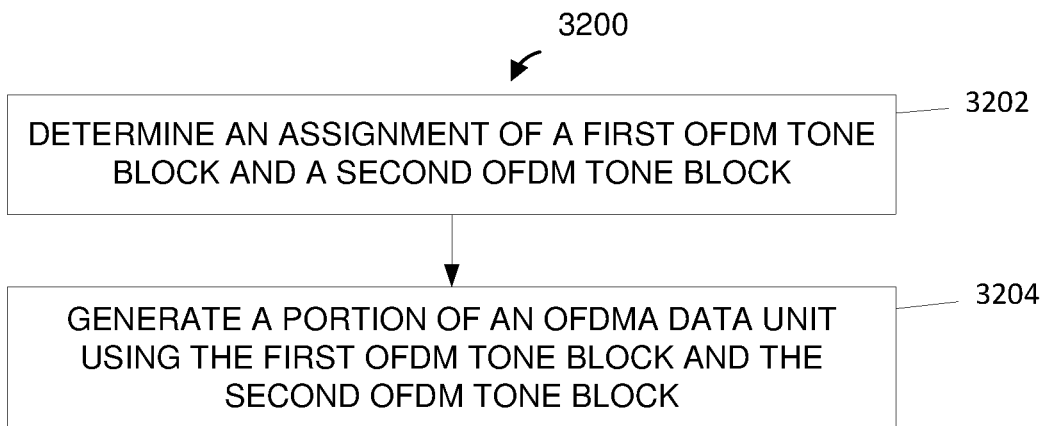 3200
3202
DETERMINE AN ASSIGNMENT OF A FIRST OFDM TONE
BLOCK AND A SECOND OFDM TONE BLOCK
3204
GENERATE A PORTION OF AN OFDMA DATA UNIT
USING THE FIRST OFDM TONE BLOCK AND THE
SECOND OFDM TONE BLOCK